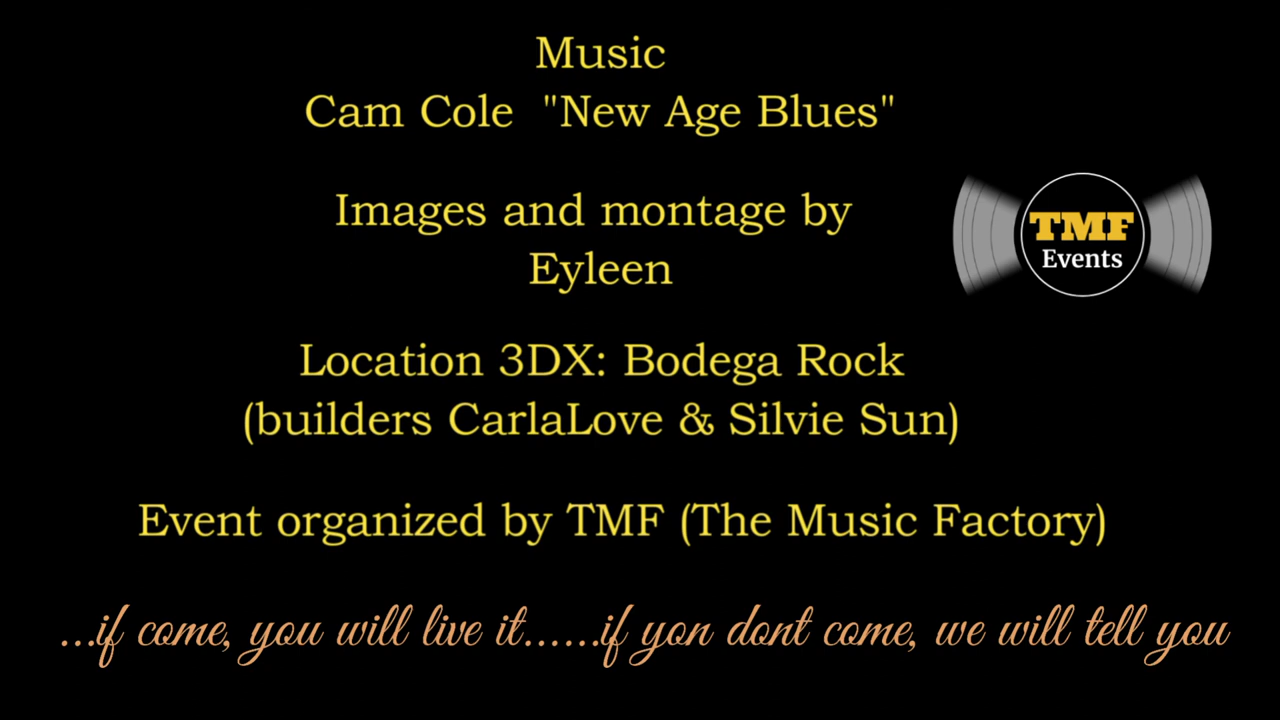 Music
Cam Cole "New Age Blues"
Images and montage by
Eyleen
TMF
Events
Location 3DX: Bodega Rock
(builders CarlaLove & Silvie Sun)
Event organized by TMF (The Music Factory)
...if come, you will live it......if yon dont come, we will tell you